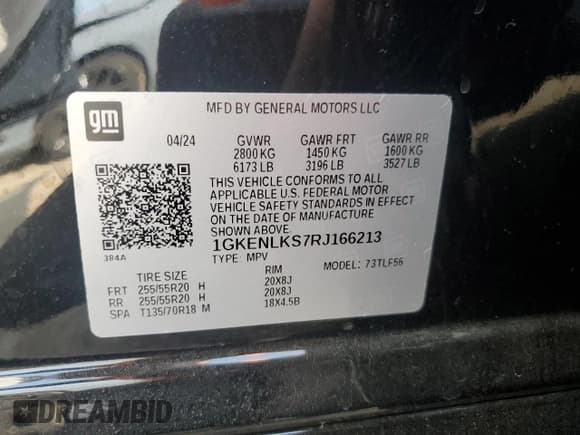 gm
MFD BY GENERAL MOTORS LLC
04/24 GVWR GAWR FRT GAWR RR
2800 KG 1450 KG 1600 KG
6173 LB 3196 LB 3527 LB
THIS VEHICLE CONFORMS TO ALL
APPLICABLE U.S. FEDERAL MOTOR
VEHICLE SAFETY STANDARDS IN EFFECT
ON THE DATE OF MANUFACTURE
SHOWN ABOVE.
384A
1GKENLKS7RJ166213
TYPE: MPV MODEL: 73TLF56
TIRE SIZE RIM
FRT 255/55R20 H 20X8J
RR 255/55R20 H 20X8J
SPA T135/70R18 M 18X4.5B
DREAMBID